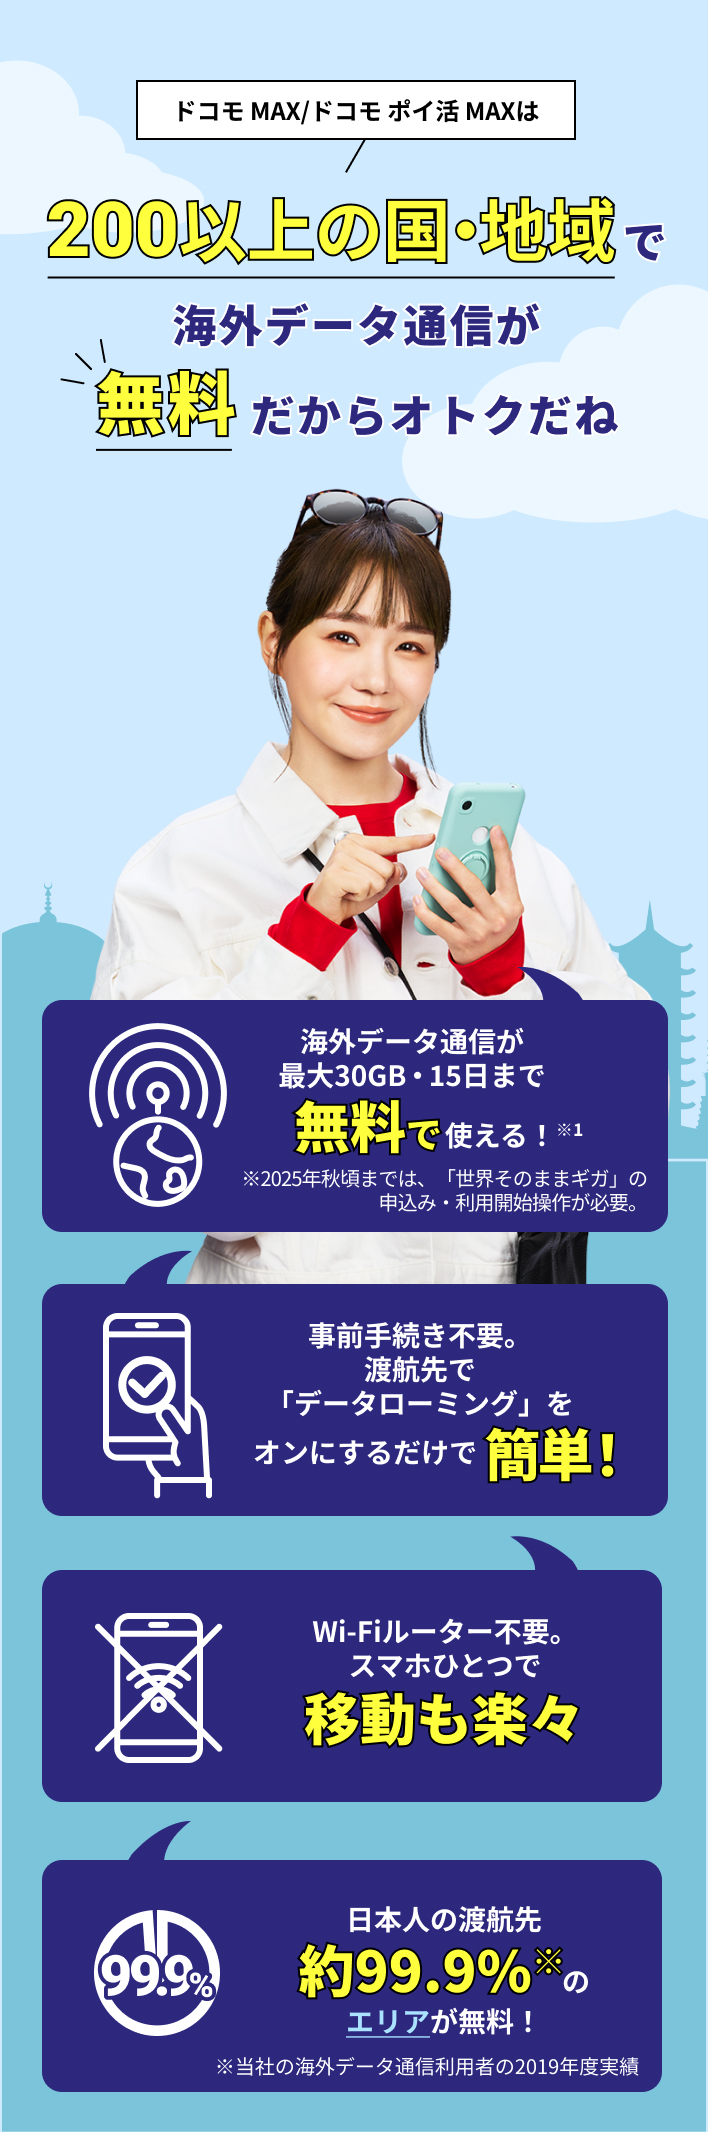 ドコモ MAX/ドコモ ポイ活 MAXは
200以上の国・地域で
海外データ通信が
無料だからオトクだね
海外データ通信が
最大30GB・15日まで
無料で使える！※1
※2025年秋頃までは、「世界そのままギガ」の
申込み・利用開始操作が必要。
事前手続き不要。
渡航先で
「データローミング」を
オンにするだけで簡単！
Wi-Fiルーター不要。
スマホひとつで
移動も楽々
99.9%
日本人の渡航先
約99.9%※の
エリアが無料！
※当社の海外データ通信利用者の2019年度実績